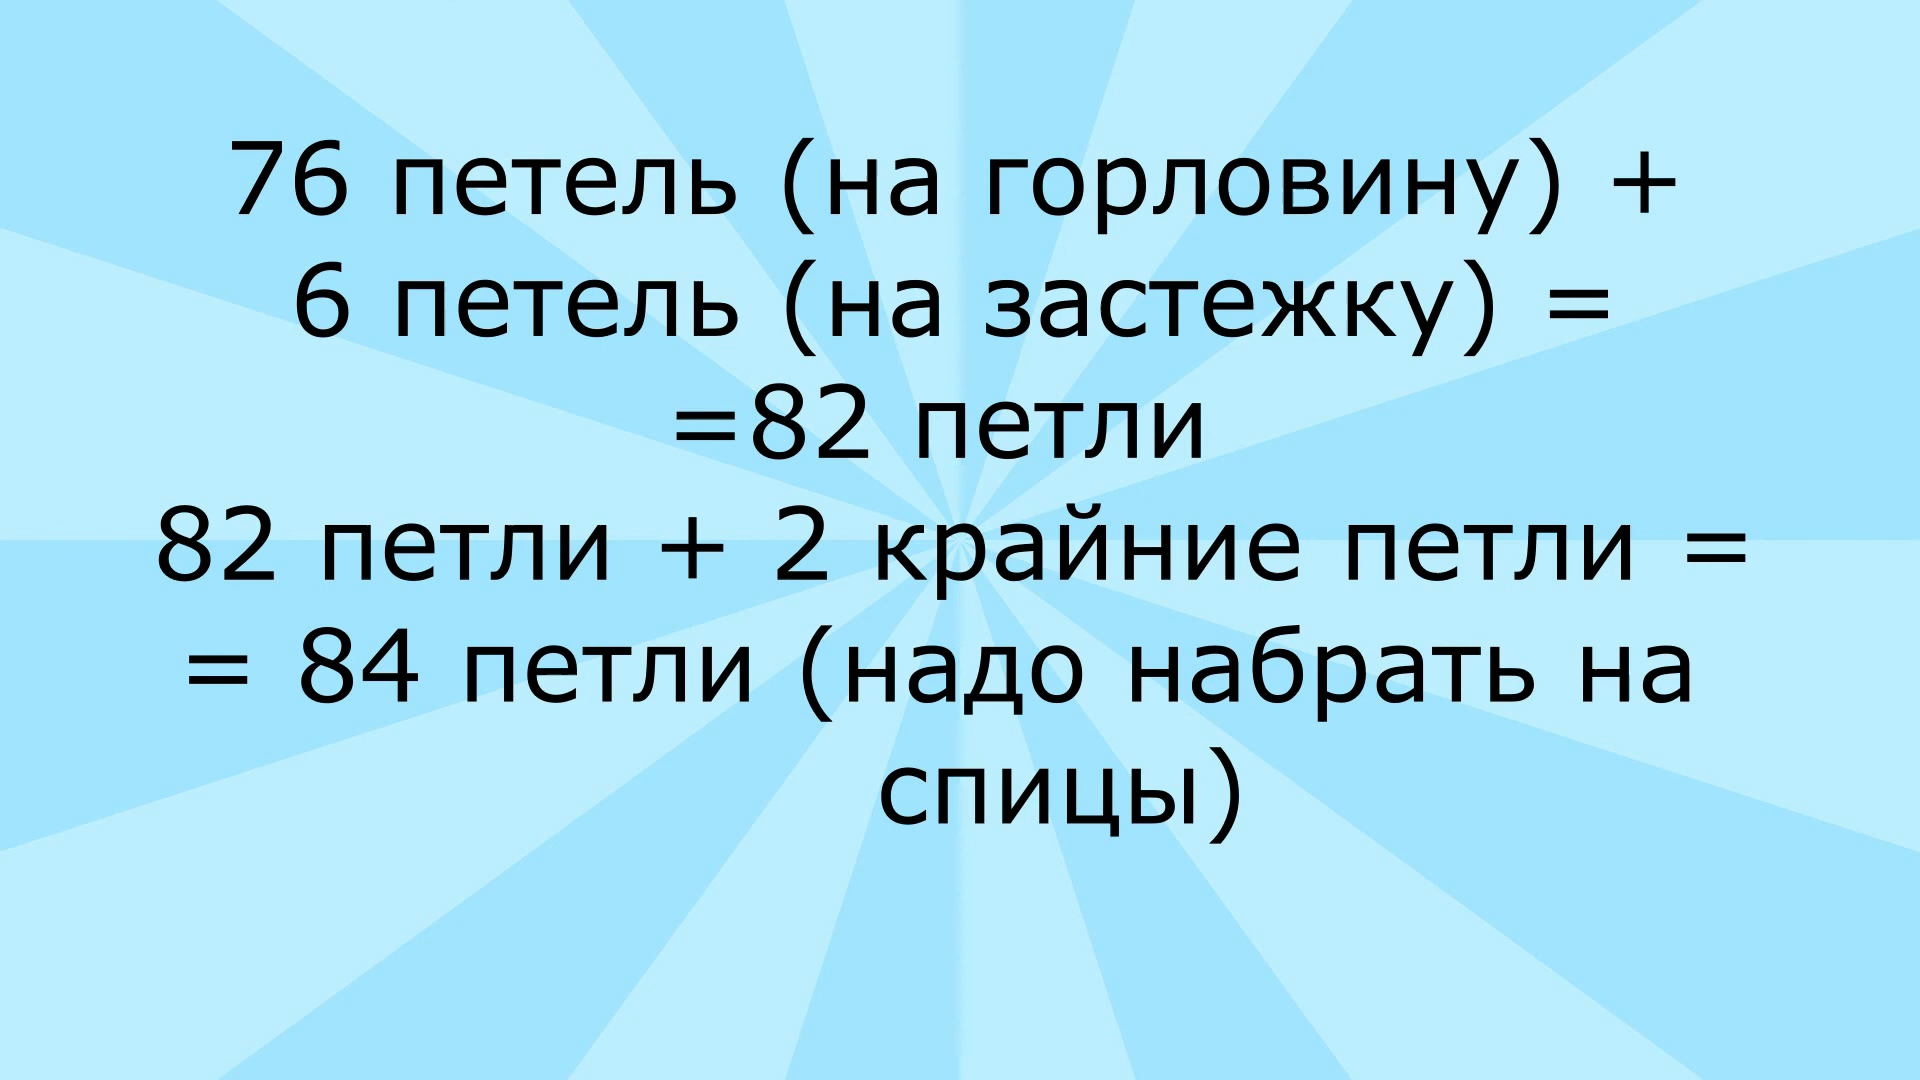 76 петель (на горловину) +
6 петель (на застежку) =
=82 петли
82 петли + 2 крайние петли =
= 84 петли (надо набрать на
спицы)